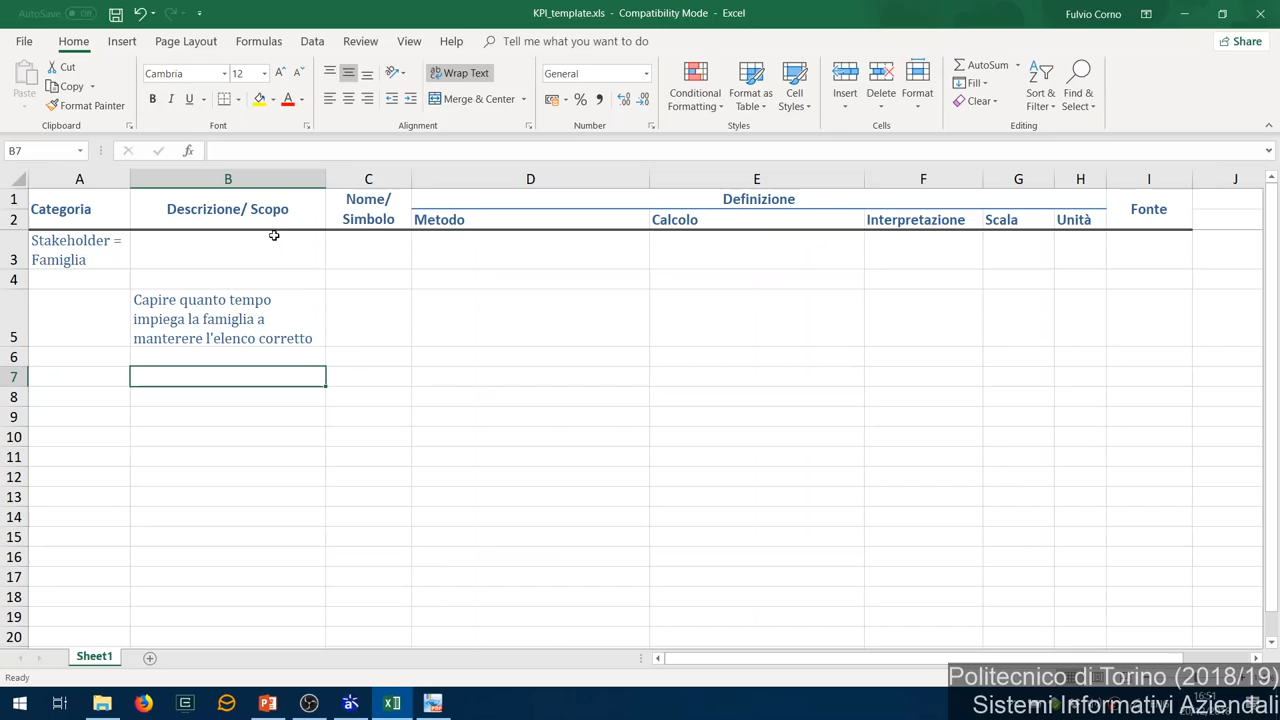 AutoSave Off
KPI_template.xls - Compatibility Mode - Excel
Fulvio Corno
File Home Insert Page Layout Formulas Data Review View Help Tell me what you want to do Share
Paste
Cut
Copy
Format Painter
Clipboard
Cambria 12
B I U
Font
Wrap Text
Merge & Center
Alignment
General
Number
Conditional Formatting
Format as Table
Cell Styles
Styles
Insert Delete Format
Cells
AutoSum
Fill
Clear
Sort & Filter
Find & Select
Editing
B7
fx
A B C D E F G H I J
1
2
Categoria
Descrizione/ Scopo
Nome/
Simbolo
Definizione
Metodo Calcolo Interpretazione Scala Unità
Fonte
3
Stakeholder =
Famiglia
4
5
Capire quanto tempo
impiega la famiglia a
manterere l'elenco corretto
6
7
8
9
10
11
12
13
14
15
16
17
18
19
20
Sheet1
Ready
Politecnico di Torino (2018/19)
16:51
Sistemi Informativi Azindali